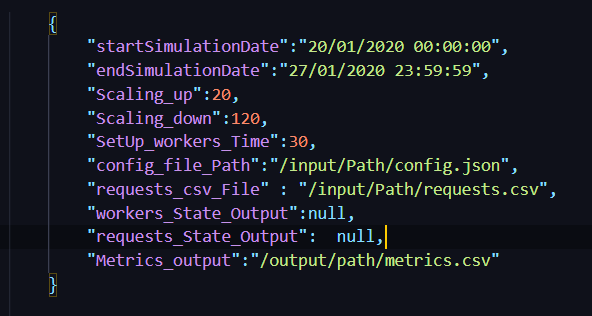 {
"startSimulationDate":"20/01/2020 00:00:00",
"endSimulationDate":"27/01/2020 23:59:59",
"Scaling_up":20,
"Scaling_down":120,
"SetUp_workers_Time":30,
"config_file_Path":"/input/Path/config.json",
"requests_csv_File" : "/input/Path/requests.csv",
"workers_State_Output":null,
"requests_State_Output":  null,
"Metrics_output":"/output/path/metrics.csv"
}